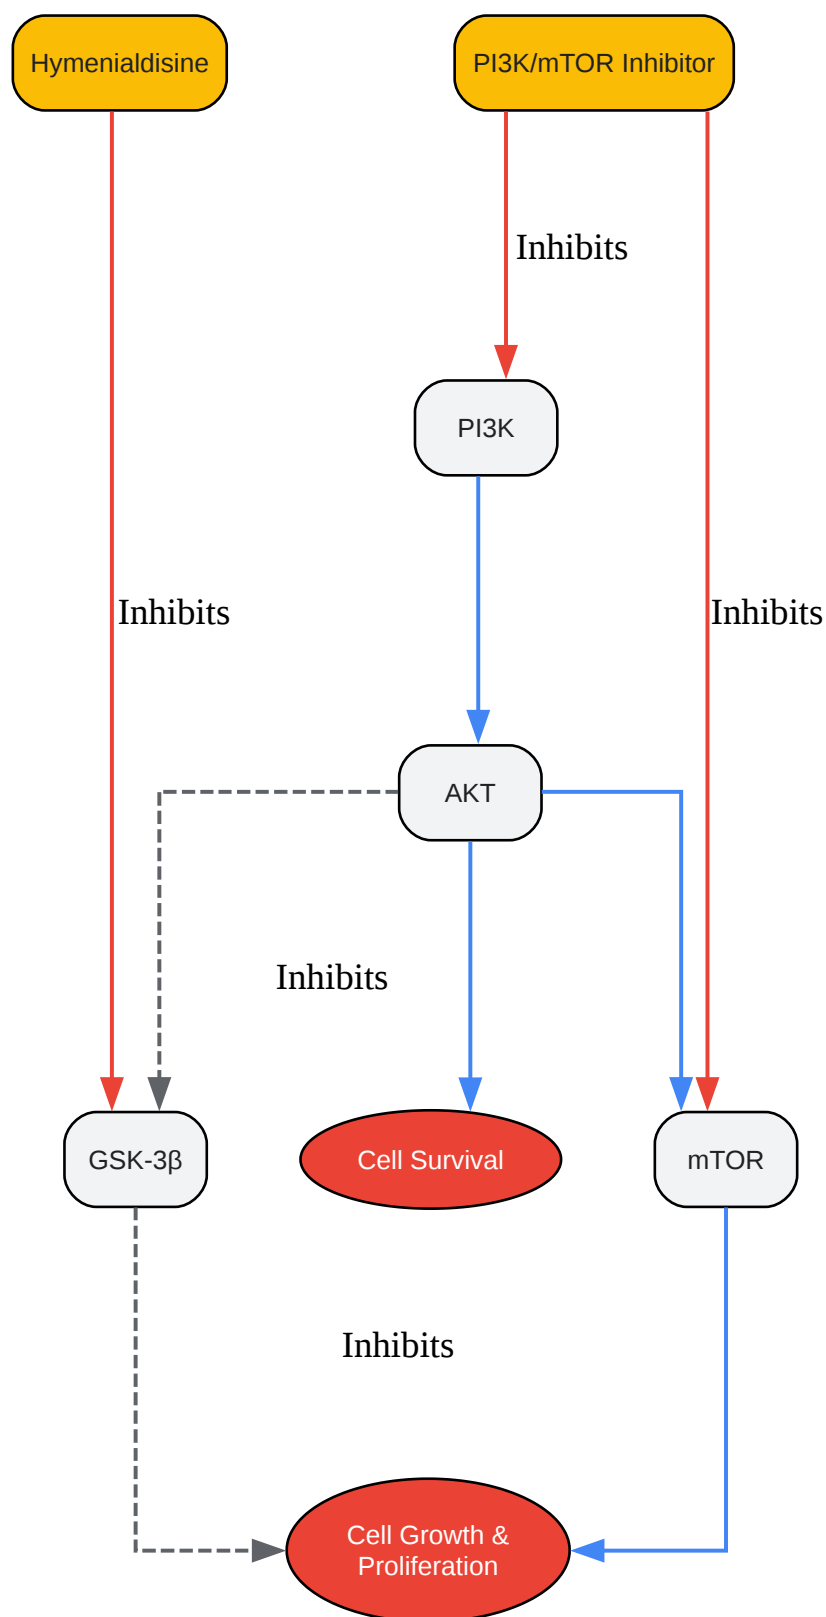 Hymenialdisine
PI3K/mTOR Inhibitor
Inhibits
PI3K
Inhibits
Inhibits
AKT
Inhibits
GSK-3β
Cell Survival
mTOR
Inhibits
Cell Growth &
Proliferation